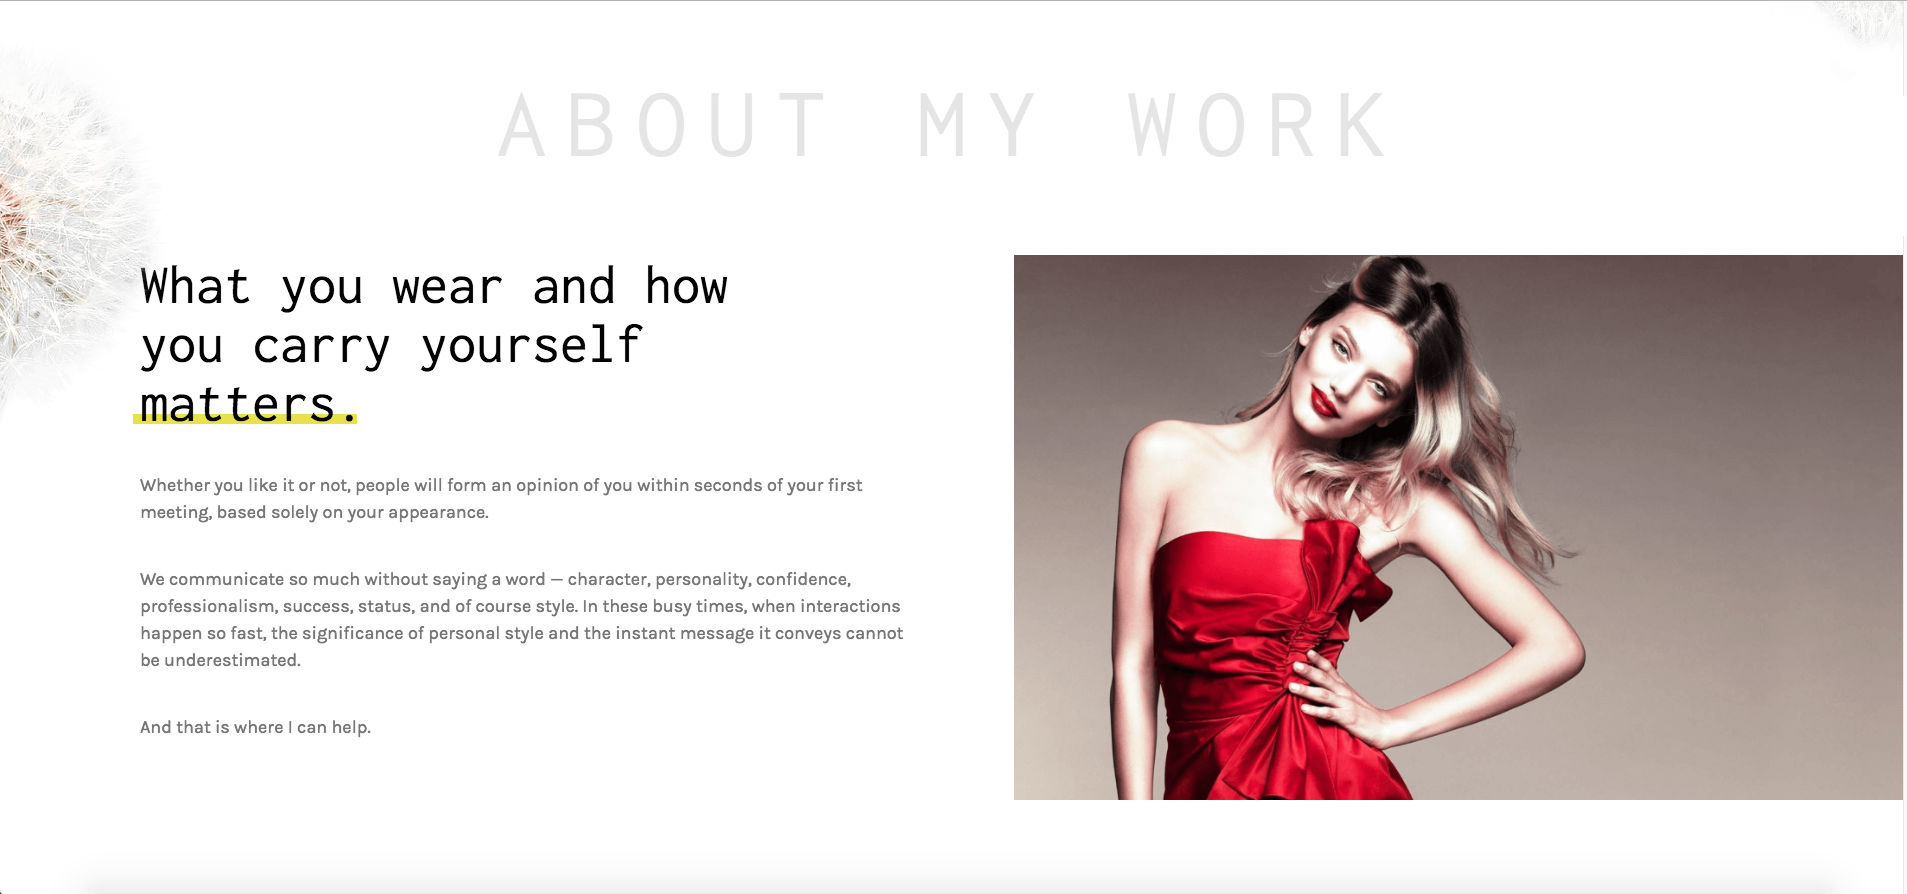 ABOUT MY WORK
What you wear and how
you carry yourself
matters.
Whether you like it or not, people will form an opinion of you within seconds of your first
meeting, based solely on your appearance.
We communicate so much without saying a word — character, personality, confidence,
professionalism, success, status, and of course style. In these busy times, when interactions
happen so fast, the significance of personal style and the instant message it conveys cannot
be underestimated.
And that is where I can help.